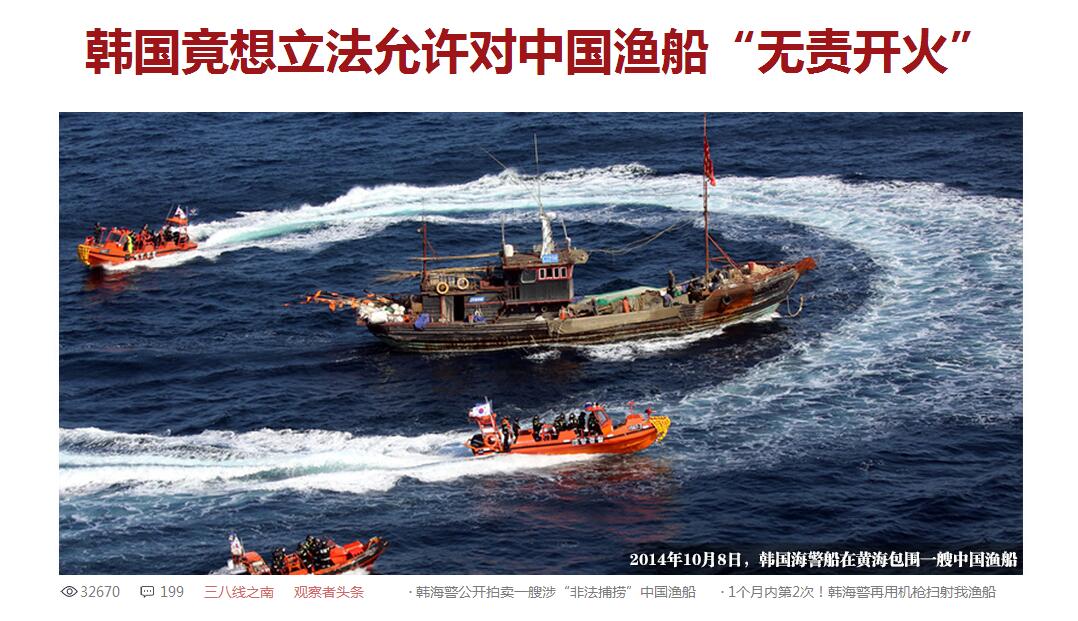 韩国竟想立法允许对中国渔船“无责开火”
2014年10月8日，韩国海警船在黄海包围一艘中国渔船
32670 199 三八线之南 观察者头条 · 韩海警公开拍卖一艘涉“非法捕捞”中国渔船 · 1个月内第2次！韩海警再用机枪扫射我渔船